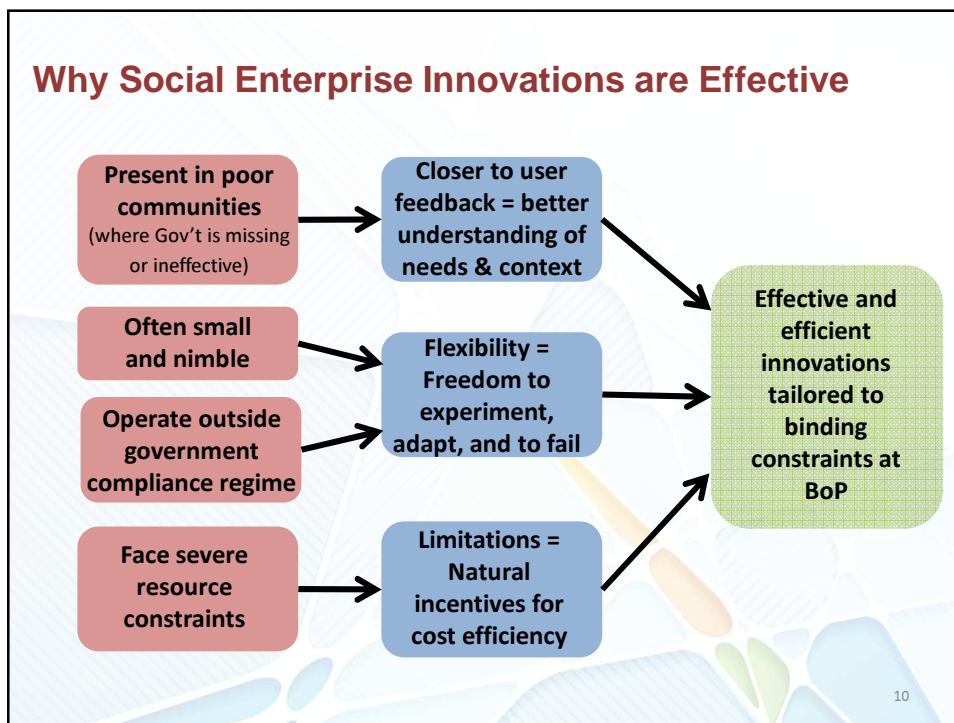 Why Social Enterprise Innovations are Effective
Present in poor
communities
(where Gov't is missing
or ineffective)
Closer to user
feedback = better
understanding of
needs & context
Often small
and nimble
Flexibility =
Freedom to
experiment,
adapt, and to fail
Operate outside
government
compliance regime
Face severe
resource
constraints
Limitations =
Natural
incentives for
cost efficiency
Effective and
efficient
innovations
tailored to
binding
constraints at
BoP
10